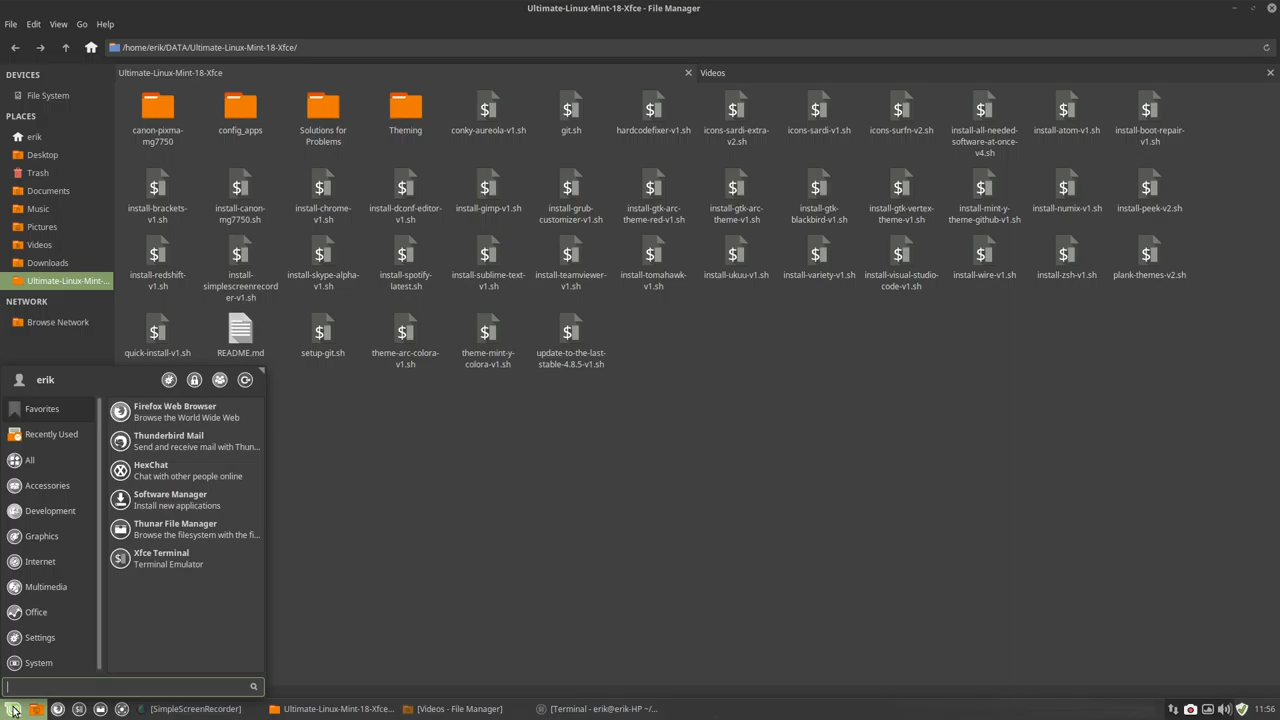 Ultimate-Linux-Mint-18-Xfce - File Manager
File Edit View Go Help
/home/erik/DATA/Ultimate-Linux-Mint-18-Xfce/
DEVICES
File System
PLACES
erik
Desktop
Trash
Documents
Music
Pictures
Videos
Downloads
Ultimate-Linux-Mint-...
NETWORK
Browse Network
Ultimate-Linux-Mint-18-Xfce
Videos
canon-pixma-
mg7750
config_apps
Solutions for
Problems
Theming
conky-aureola-v1.sh
git.sh
hardcodefixer-v1.sh
icons-sardi-extra-
v2.sh
icons-sardi-v1.sh
icons-surfn-v2.sh
install-all-needed-
software-at-once-
v4.sh
install-atom-v1.sh
install-boot-repair-
v1.sh
install-brackets-
v1.sh
install-canon-
mg7750.sh
install-chrome-
v1.sh
install-dconf-editor-
v1.sh
install-gimp-v1.sh
install-grub-
customizer-v1.sh
install-gtk-arc-
theme-red-v1.sh
install-gtk-arc-
theme-v1.sh
install-gtk-
blackbird-v1.sh
install-gtk-vertex-
theme-v1.sh
install-mint-y-
theme-github-v1.sh
install-numix-v1.sh
install-peek-v2.sh
install-redshift-
v1.sh
install-
simplescreenrecord
er-v1.sh
install-skype-alpha-
v1.sh
install-spotify-
latest.sh
install-sublime-text-
v1.sh
install-teamviewer-
v1.sh
install-tomahawk-
v1.sh
install-ukuu-v1.sh
install-variety-v1.sh
install-visual-studio-
code-v1.sh
install-wire-v1.sh
install-zsh-v1.sh
plank-themes-v2.sh
quick-install-v1.sh
README.md
setup-git.sh
theme-arc-colora-
v1.sh
theme-mint-y-
colora-v1.sh
update-to-the-last-
stable-4.8.5-v1.sh
erik
Favorites
Recently Used
All
Accessories
Development
Graphics
Internet
Multimedia
Office
Settings
System
Firefox Web Browser
Browse the World Wide Web
Thunderbird Mail
Send and receive mail with Thun...
HexChat
Chat with other people online
Software Manager
Install new applications
Thunar File Manager
Browse the filesystem with the fi...
Xfce Terminal
Terminal Emulator
[SimpleScreenRecorder]
Ultimate-Linux-Mint-18-Xfce...
[Videos - File Manager]
[Terminal - erik@erik-HP: ~/...
11:56